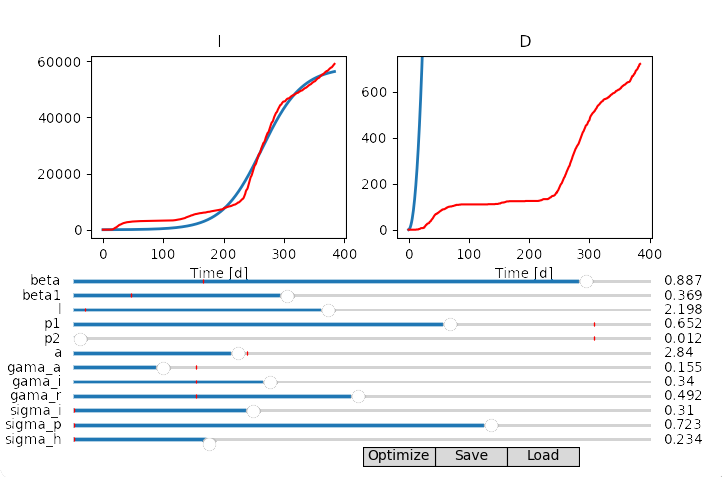 I
D
60000
40000
20000
0
600
400
200
0
0 100 200 300 400
0 100 200 300 400
Time [d]
Time [d]
beta 0.887
beta1 0.369
l 2.198
p1 0.652
p2 0.012
a 2.84
gama_a 0.155
gama_i 0.34
gama_r 0.492
sigma_i 0.31
sigma_p 0.723
sigma_h 0.234
Optimize Save Load